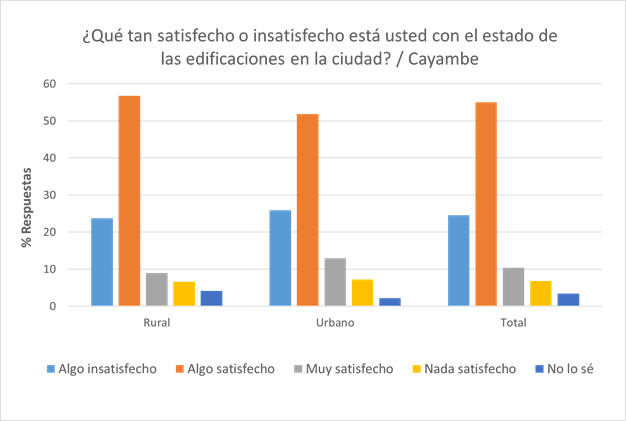 ¿Qué tan satisfecho o insatisfecho está usted con el estado de
las edificaciones en la ciudad? / Cayambe
60
50
40
30
20
10
0
% Respuestas
Rural Urbano Total
Algo insatisfecho Algo satisfecho Muy satisfecho Nada satisfecho No lo sé